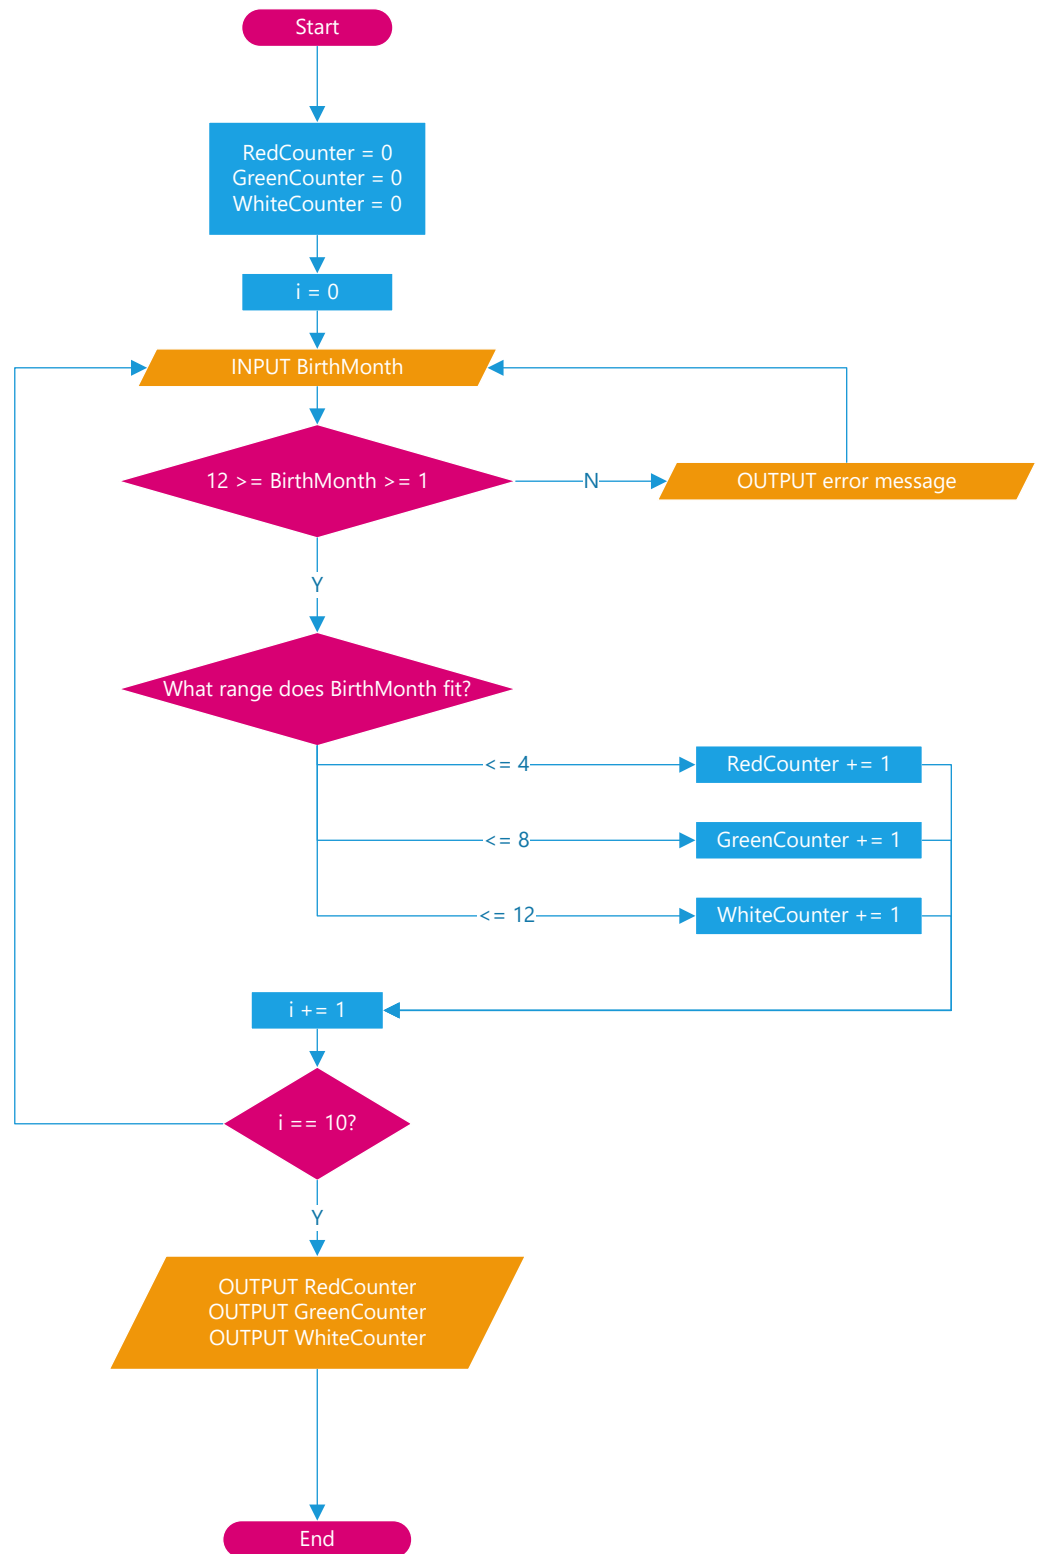 Start
RedCounter = 0
GreenCounter = 0
WhiteCounter = 0
i = 0
INPUT BirthMonth
12 >= BirthMonth >= 1
N
OUTPUT error message
Y
What range does BirthMonth fit?
<= 4
RedCounter += 1
<= 8
GreenCounter += 1
<= 12
WhiteCounter += 1
i += 1
i == 10?
Y
OUTPUT RedCounter
OUTPUT GreenCounter
OUTPUT WhiteCounter
End